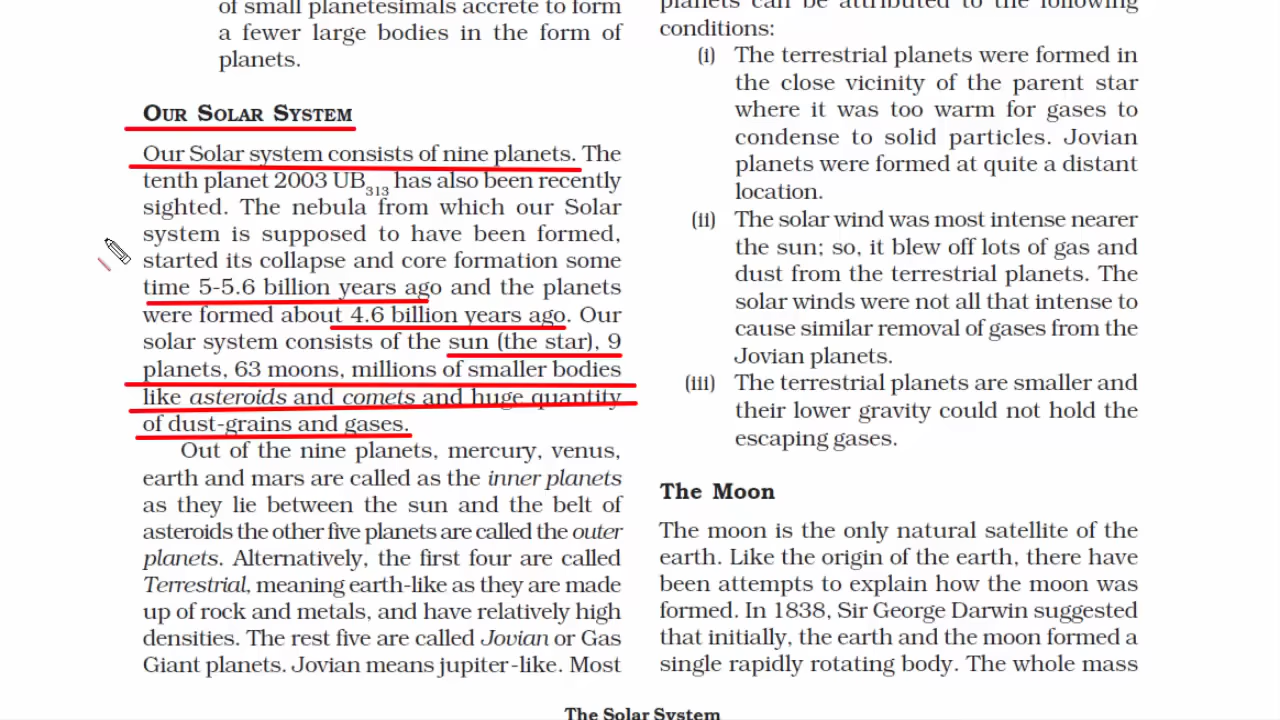 of small planetesimals accrete to form
a fewer large bodies in the form of
planets.
OUR SOLAR SYSTEM
Our Solar system consists of nine planets. The
tenth planet 2003 UB313 has also been recently
sighted. The nebula from which our Solar
system is supposed to have been formed,
started its collapse and core formation some
time 5-5.6 billion years ago and the planets
were formed about 4.6 billion years ago. Our
solar system consists of the sun (the star), 9
planets, 63 moons, millions of smaller bodies
like asteroids and comets and huge quantity
of dust-grains and gases.
Out of the nine planets, mercury, venus,
earth and mars are called as the inner planets
as they lie between the sun and the belt of
asteroids the other five planets are called the outer
planets. Alternatively, the first four are called
Terrestrial, meaning earth-like as they are made
up of rock and metals, and have relatively high
densities. The rest five are called Jovian or Gas
Giant planets. Jovian means jupiter-like. Most
planets can be attributed to the following
conditions:
(i) The terrestrial planets were formed in
the close vicinity of the parent star
where it was too warm for gases to
condense to solid particles. Jovian
planets were formed at quite a distant
location.
(ii) The solar wind was most intense nearer
the sun; so, it blew off lots of gas and
dust from the terrestrial planets. The
solar winds were not all that intense to
cause similar removal of gases from the
Jovian planets.
(iii) The terrestrial planets are smaller and
their lower gravity could not hold the
escaping gases.
The Moon
The moon is the only natural satellite of the
earth. Like the origin of the earth, there have
been attempts to explain how the moon was
formed. In 1838, Sir George Darwin suggested
that initially, the earth and the moon formed a
single rapidly rotating body. The whole mass
The Solar System